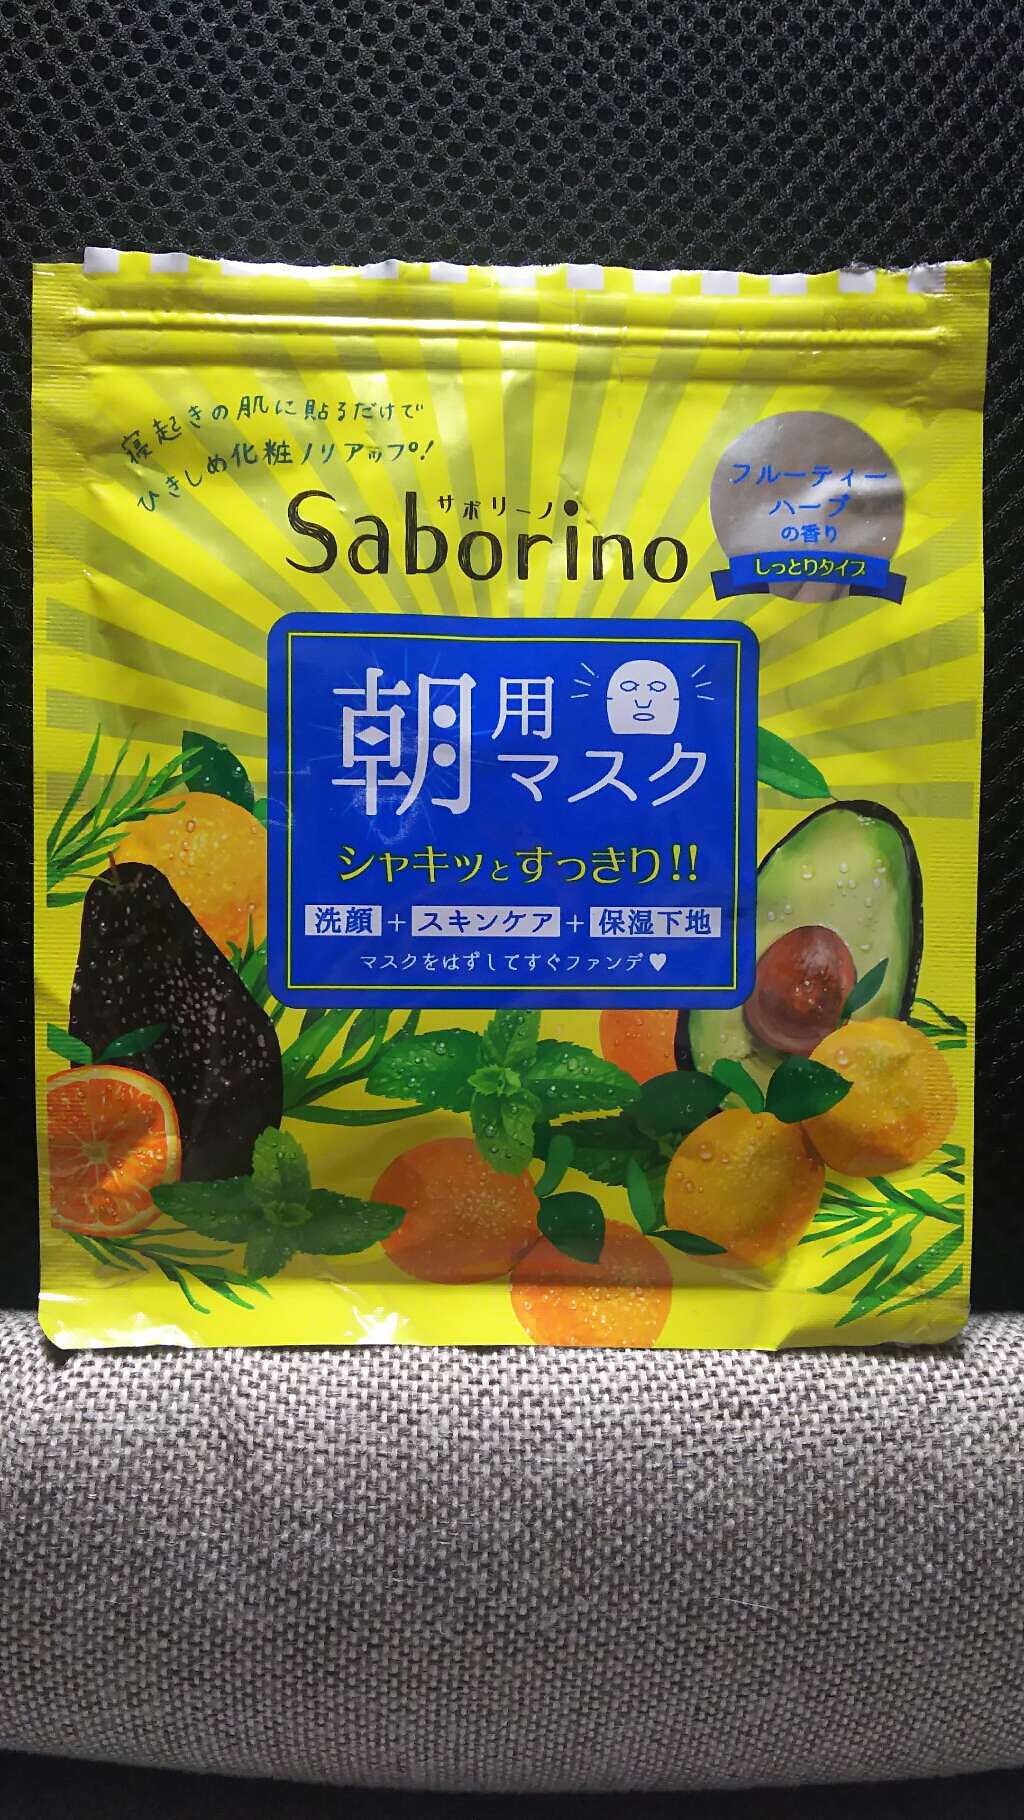 寝起きの肌に貼るだけで
ひきしめ化粧ノリアップ!
サボリーノ
Saborino
フルーティー
ハーブ
の香り
しっとりタイプ
朝用マスク
シャキッとすっきり!!
洗顔+スキンケア+保湿下地
マスクをはずしてすぐファンデ♥